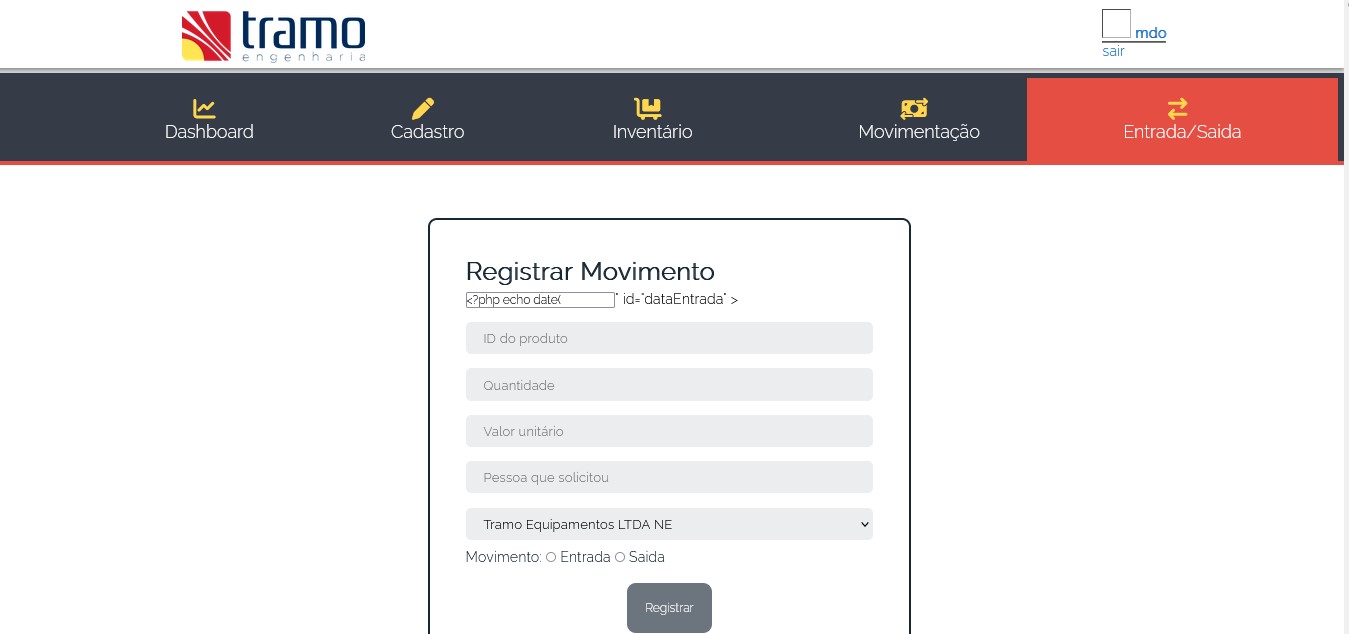 tramo
engenharia
mdo
sair
Dashboard
Cadastro
Inventário
Movimentação
Entrada/Saida
Registrar Movimento
<?php echo date( " id="dataEntrada" >
ID do produto
Quantidade
Valor unitário
Pessoa que solicitou
Tramo Equipamentos LTDA NE
Movimento: Entrada Saida
Registrar